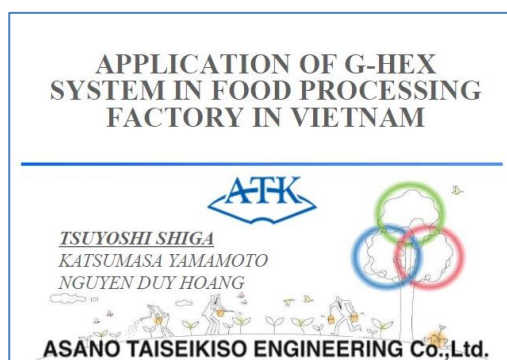 APPLICATION OF G-HEX
SYSTEM IN FOOD PROCESSING
FACTORY IN VIETNAM
ATK
TSUYOSHI SHIGA
KATSUMASA YAMAMOTO
NGUYEN DUY HOANG
ASANO TAISEIKISO ENGINEERING Co.,Ltd.